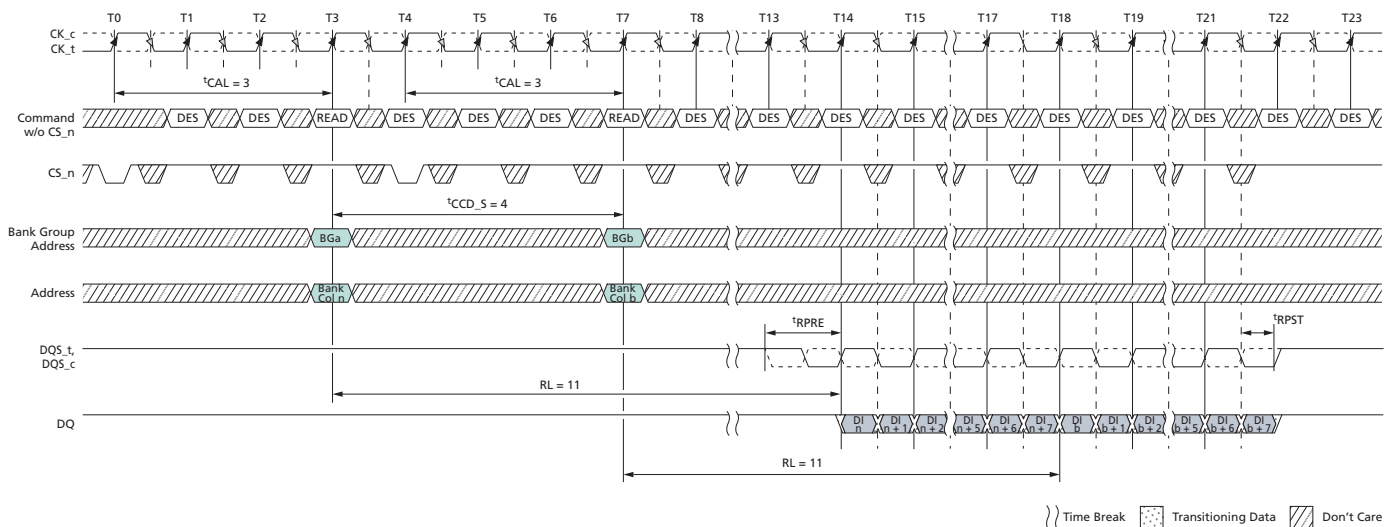 T0 T1 T2 T3 T4 T5 T6 T7 T8 T13 T14 T15 T17 T18 T19 T21 T22 T23
CK_c
CK_t
tCAL = 3 tCAL = 3
Command
w/o CS_n
DES DES READ DES DES DES READ DES DES DES DES DES DES DES DES DES DES
CS_n
tCCD_S = 4
Bank Group
Address
BGa BGb
Address
Bank
Col n
Bank
Col b
tRPRE tRPST
DQS_t,
DQS_c
RL = 11
DQ
DI
n
DI
n + 1
DI
n + 2
DI
n + 5
DI
n + 6
DI
n + 7
DI
b
DI
b + 1
DI
b + 2
DI
b + 5
DI
b + 6
DI
b + 7
RL = 11
Time Break Transitioning Data Don't Care